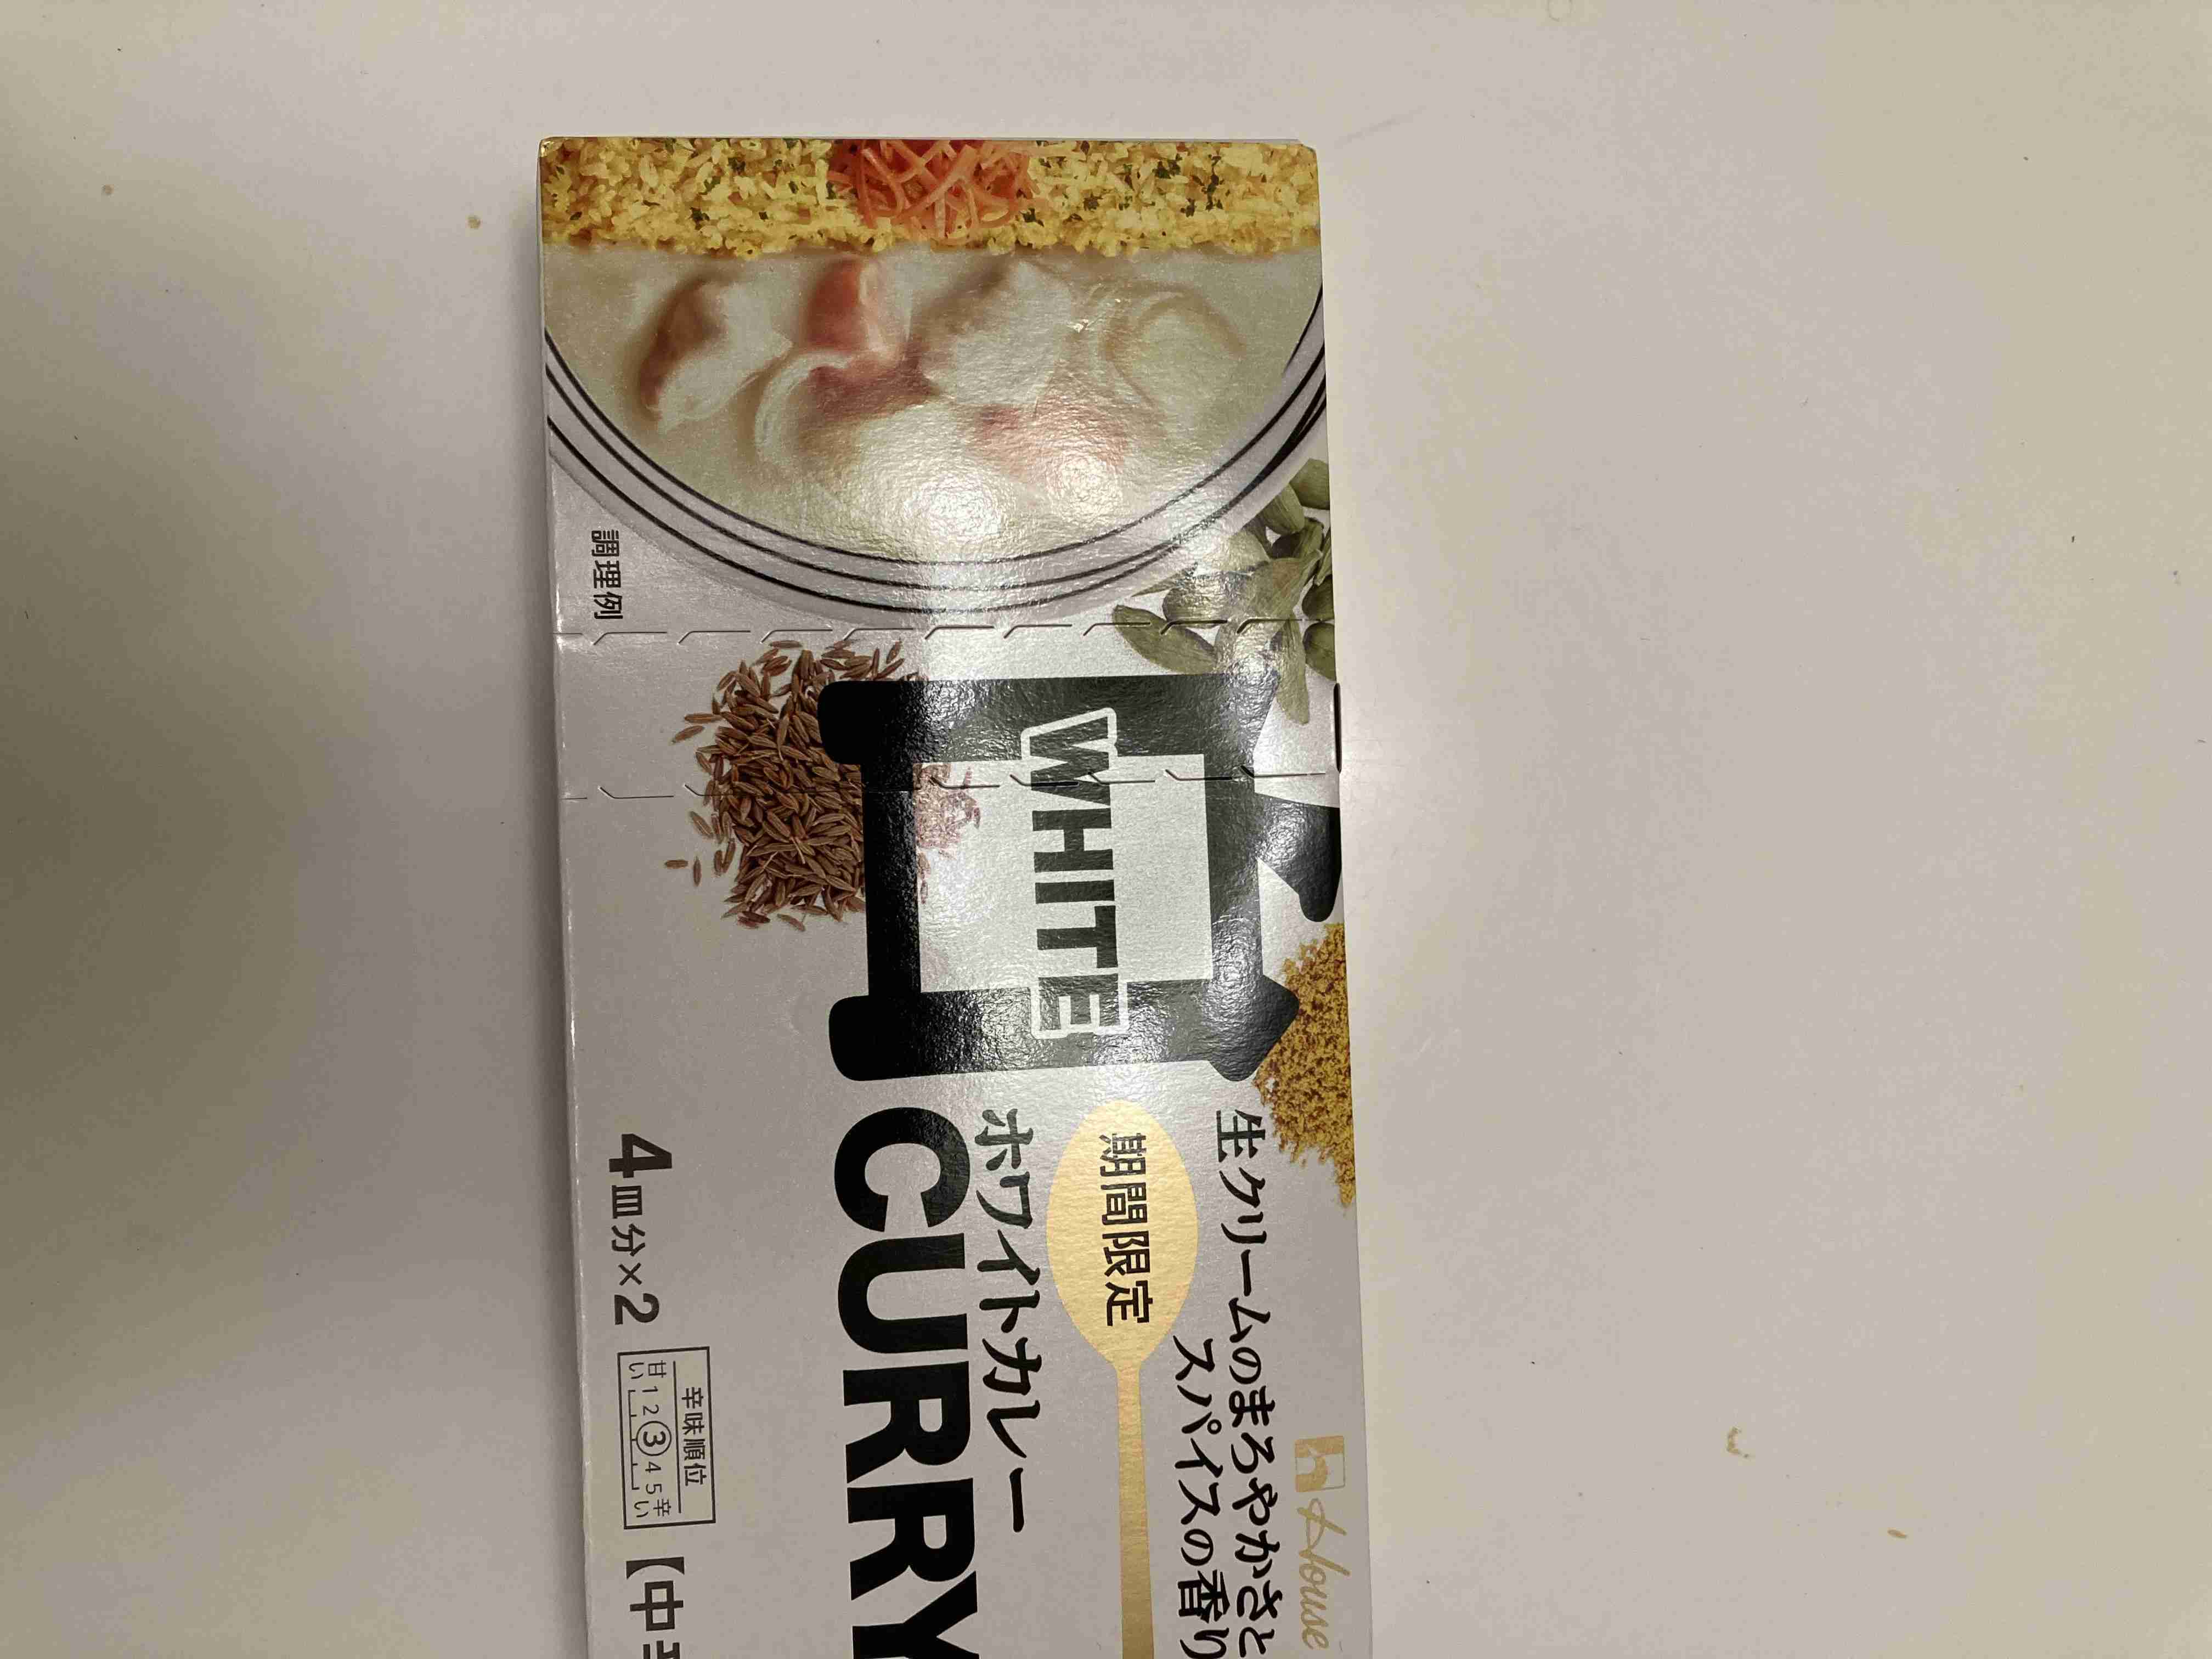 House
生クリームのまろやかさと
スパイスの香り
期間限定
WHITE
ホワイトカレー
CURRY
調理例
4皿分×2
辛味順位
甘い 1 2 3 4 5 辛い
【中